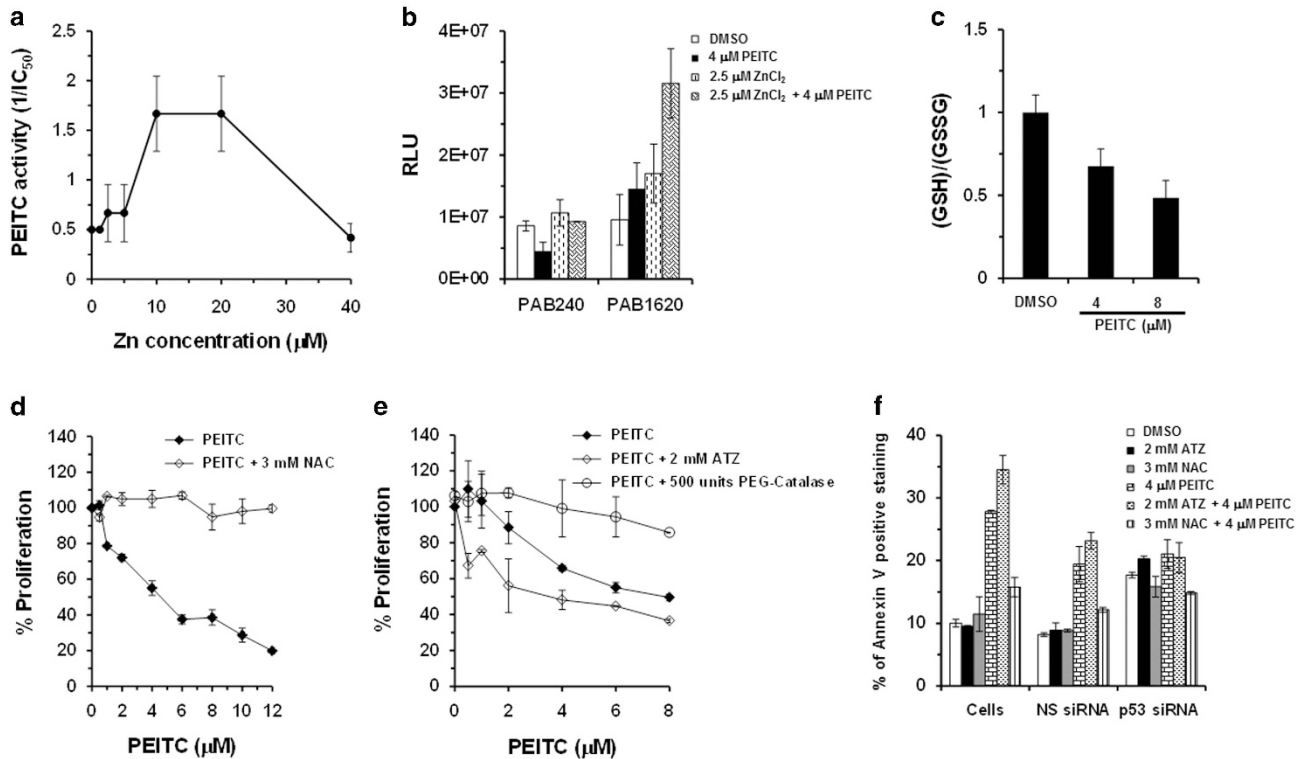 a
PEITC activity (1/IC50)
2.5
2
1.5
1
0.5
0
0 10 20 30 40
Zn concentration (µM)
b
RLU
4E+07
3E+07
2E+07
1E+07
0E+00
PAB240 PAB1620
DMSO
4 µM PEITC
2.5 µM ZnCl2
2.5 µM ZnCl2 + 4 µM PEITC
c
(GSH)/(GSSG)
1.5
1
0.5
0
DMSO 4 8
PEITC (µM)
d
% Proliferation
140
120
100
80
60
40
20
0
0 2 4 6 8 10 12
PEITC (µM)
PEITC
PEITC + 3 mM NAC
e
% Proliferation
140
120
100
80
60
40
20
0
0 2 4 6 8
PEITC (µM)
PEITC
PEITC + 2 mM ATZ
PEITC + 500 units PEG-Catalase
f
% of Annexin V positive staining
40
30
20
10
0
Cells NS siRNA p53 siRNA
DMSO
2 mM ATZ
3 mM NAC
4 µM PEITC
2 mM ATZ + 4 µM PEITC
3 mM NAC + 4 µM PEITC